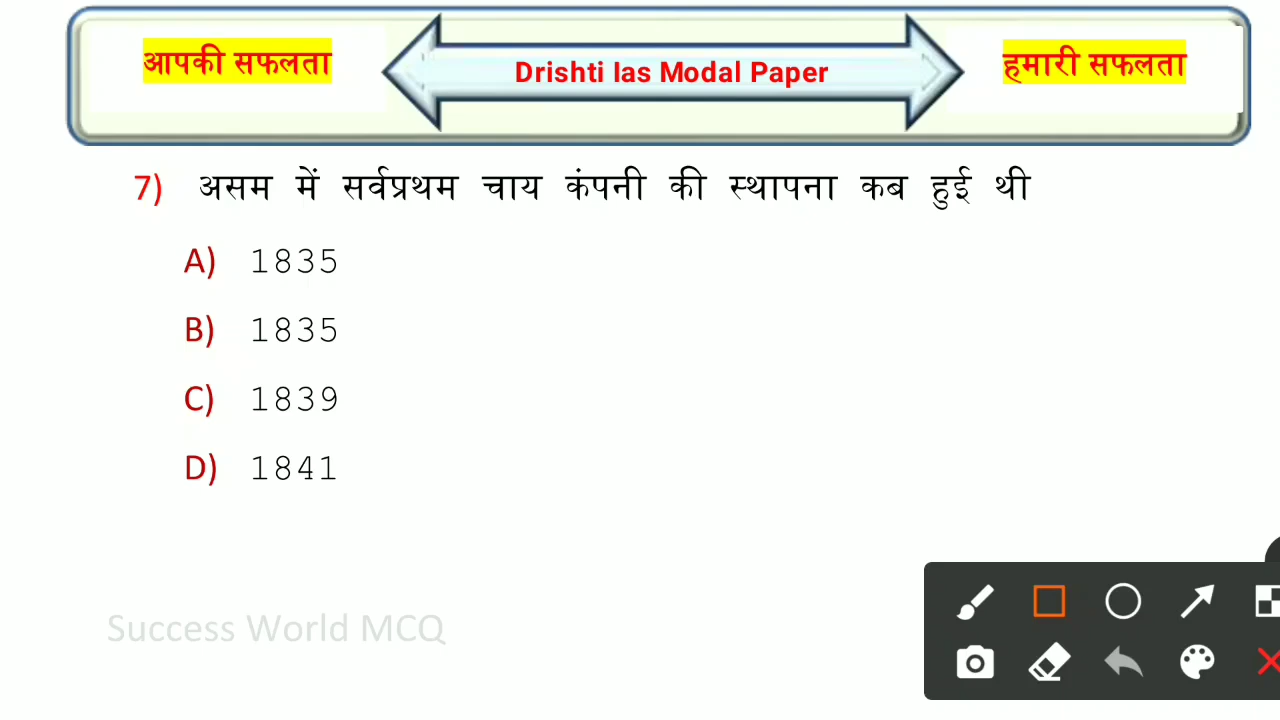 आपकी सफलता
Drishti Ias Modal Paper
हमारी सफलता
7) असम में सर्वप्रथम चाय कंपनी की स्थापना कब हुई थी
A) 1835
B) 1835
C) 1839
D) 1841
Success World MCQ